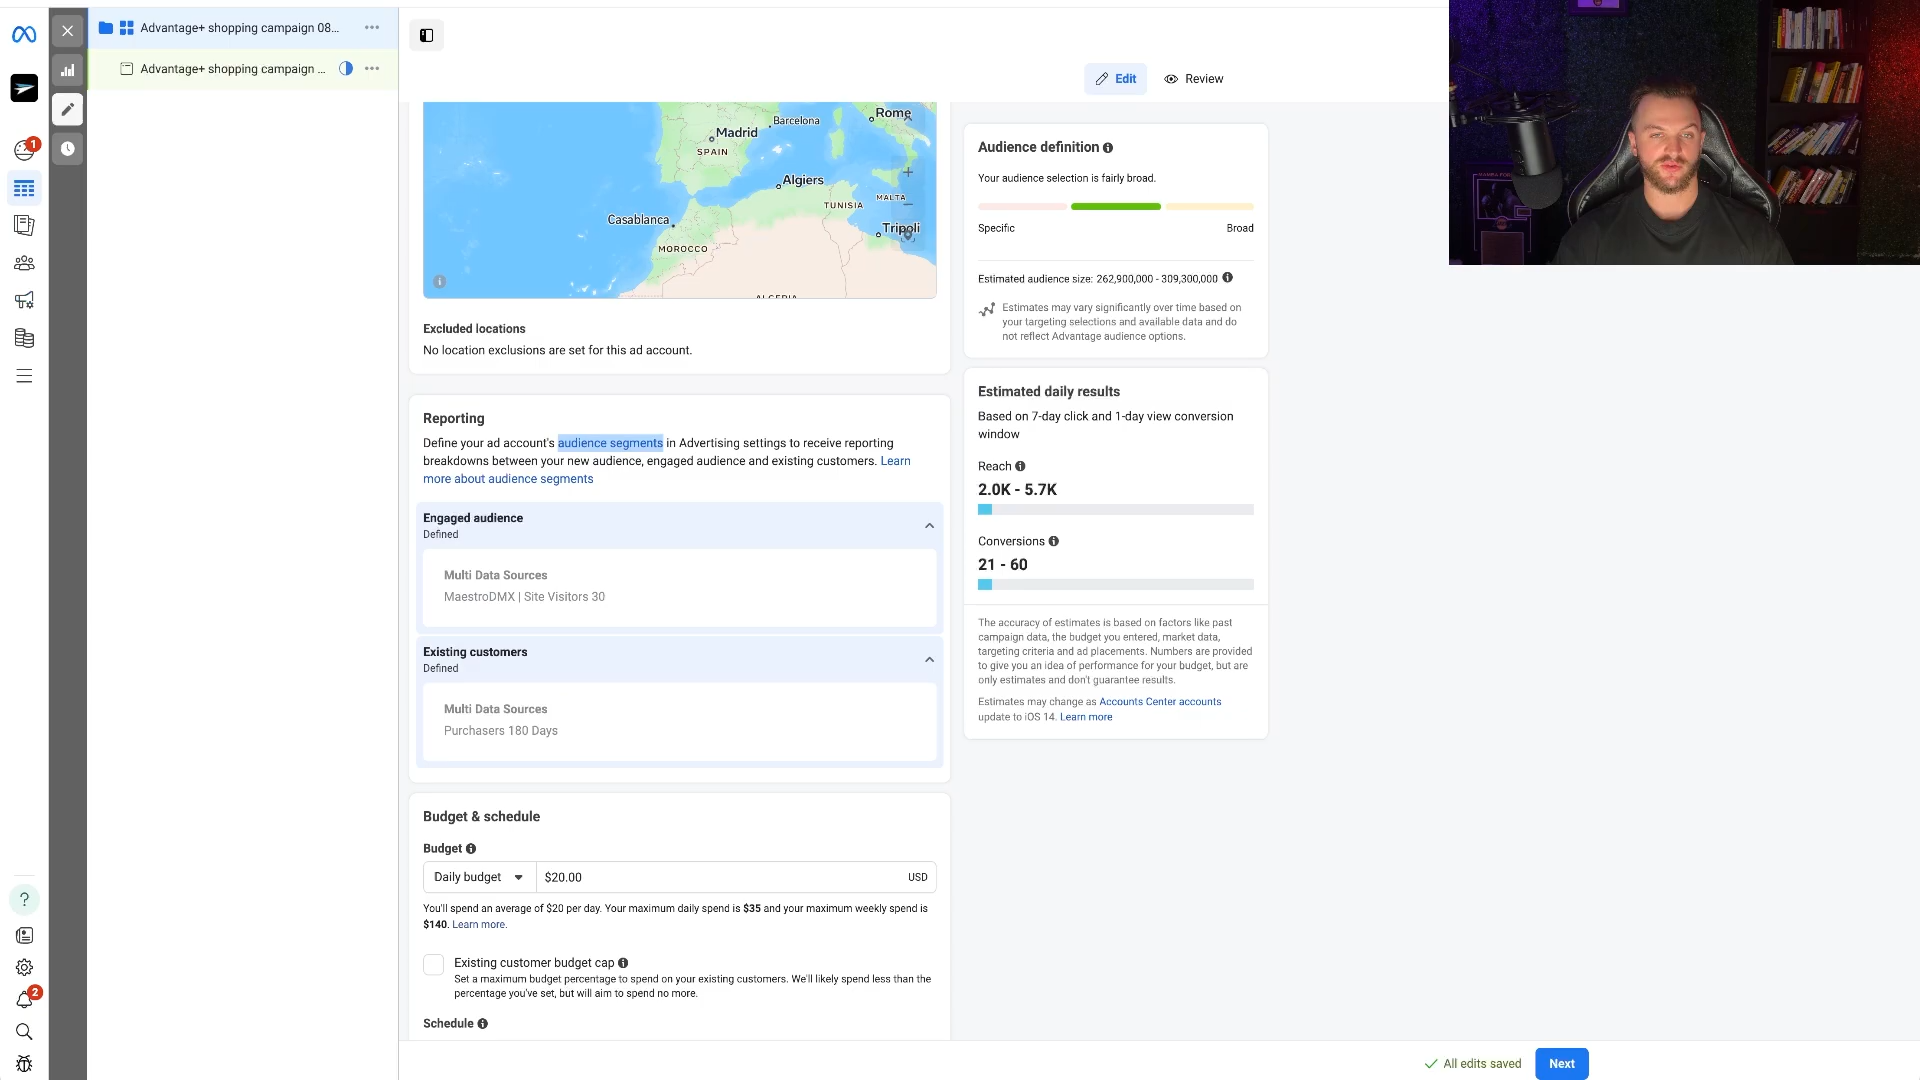 Advantage+ shopping campaign 08...
Advantage+ shopping campaign ...
1
Edit
Review
Rome
Barcelona
Madrid
SPAIN
Algiers
TUNISIA
MALTA
Casablanca
Tripoli
MOROCCO
ALGERIA
Excluded locations
No location exclusions are set for this ad account.
Reporting
Define your ad account's audience segments in Advertising settings to receive reporting
breakdowns between your new audience, engaged audience and existing customers. Learn
more about audience segments
Engaged audience
Defined
Multi Data Sources
MaestroDMX | Site Visitors 30
Existing customers
Defined
Multi Data Sources
Purchasers 180 Days
Budget & schedule
Budget
Daily budget
$20.00
USD
You'll spend an average of $20 per day. Your maximum daily spend is $35 and your maximum weekly spend is
$140. Learn more.
Existing customer budget cap
Set a maximum budget percentage to spend on your existing customers. We'll likely spend less than the
percentage you've set, but will aim to spend no more.
Schedule
Audience definition
Your audience selection is fairly broad.
Specific
Broad
Estimated audience size: 262,900,000 - 309,300,000
Estimates may vary significantly over time based on
your targeting selections and available data and do
not reflect Advantage audience options.
Estimated daily results
Based on 7-day click and 1-day view conversion
window
Reach
2.0K - 5.7K
Conversions
21 - 60
The accuracy of estimates is based on factors like past
campaign data, the budget you entered, market data,
targeting criteria and ad placements. Numbers are provided
to give you an idea of performance for your budget, but are
only estimates and don't guarantee results.
Estimates may change as Accounts Center accounts
update to iOS 14. Learn more
2
All edits saved
Next